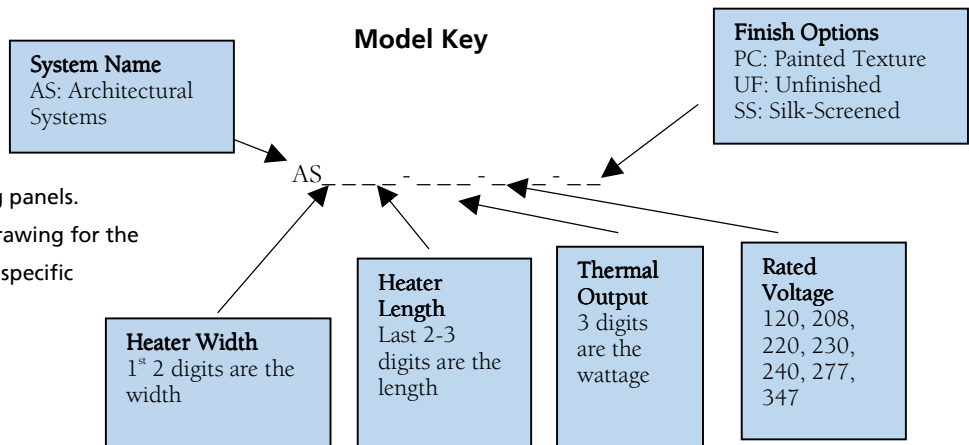 Model Key
System Name
AS: Architectural
Systems
Finish Options
PC: Painted Texture
UF: Unfinished
SS: Silk-Screened
AS_ _ _ _-_ _ _-_ _-_ _
g panels.
rawing for the
specific
Heater Width
1st 2 digits are the
width
Heater
Length
Last 2-3
digits are the
length
Thermal
Output
3 digits
are the
wattage
Rated
Voltage
120, 208,
220, 230,
240, 277,
347